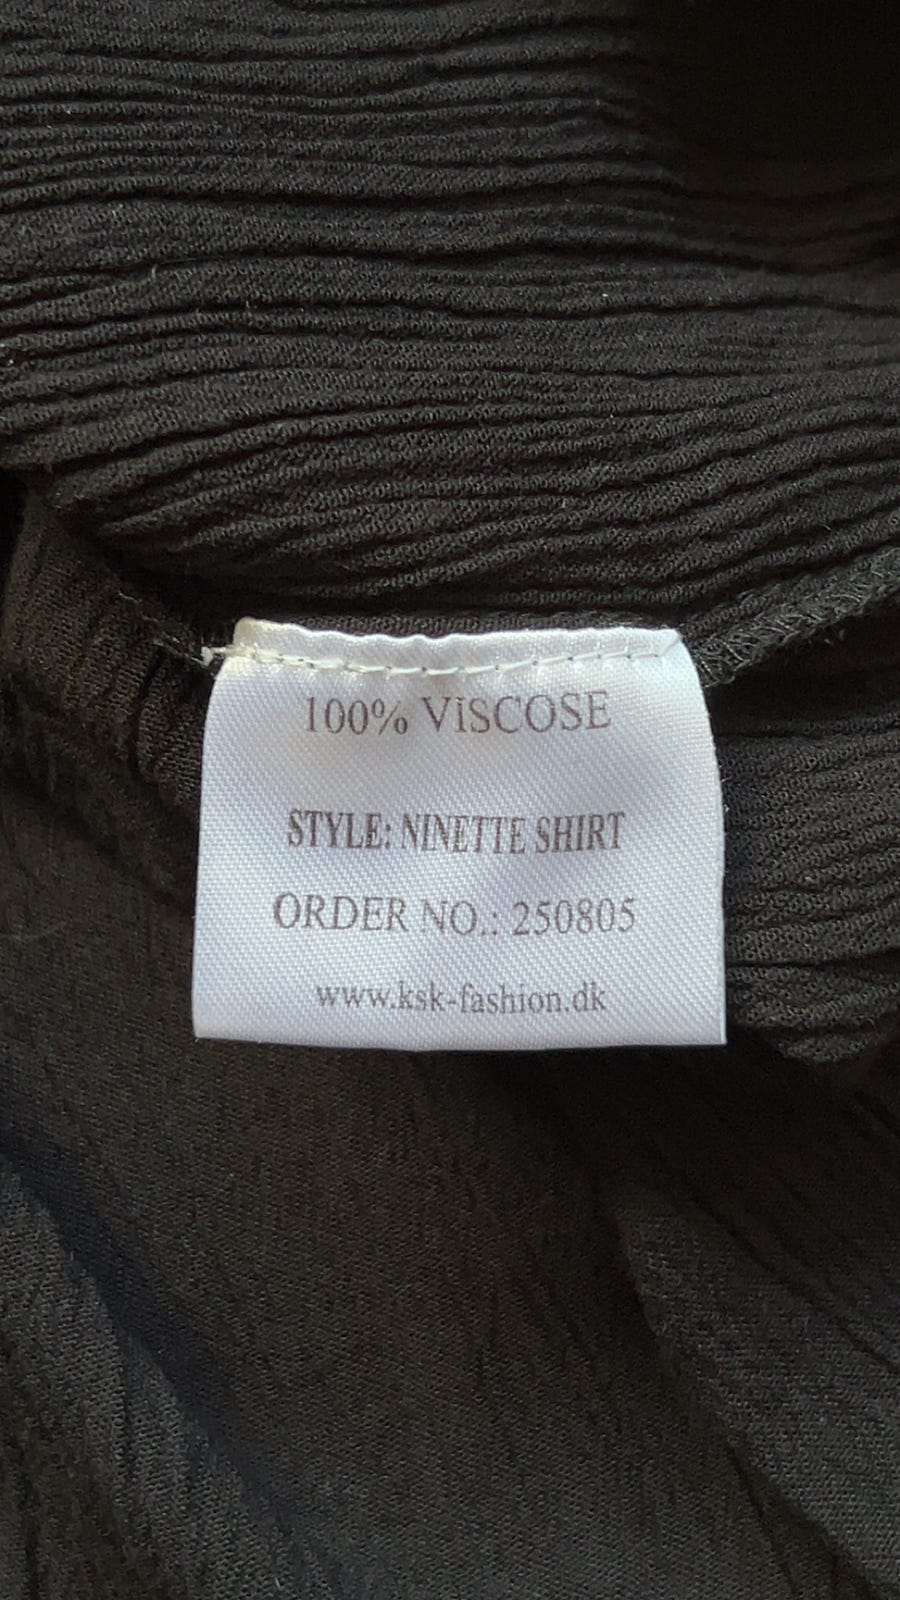 100% VISCOSE
STYLE: NINETTE SHIRT
ORDER NO.: 250805
www.ksk-fashion.dk